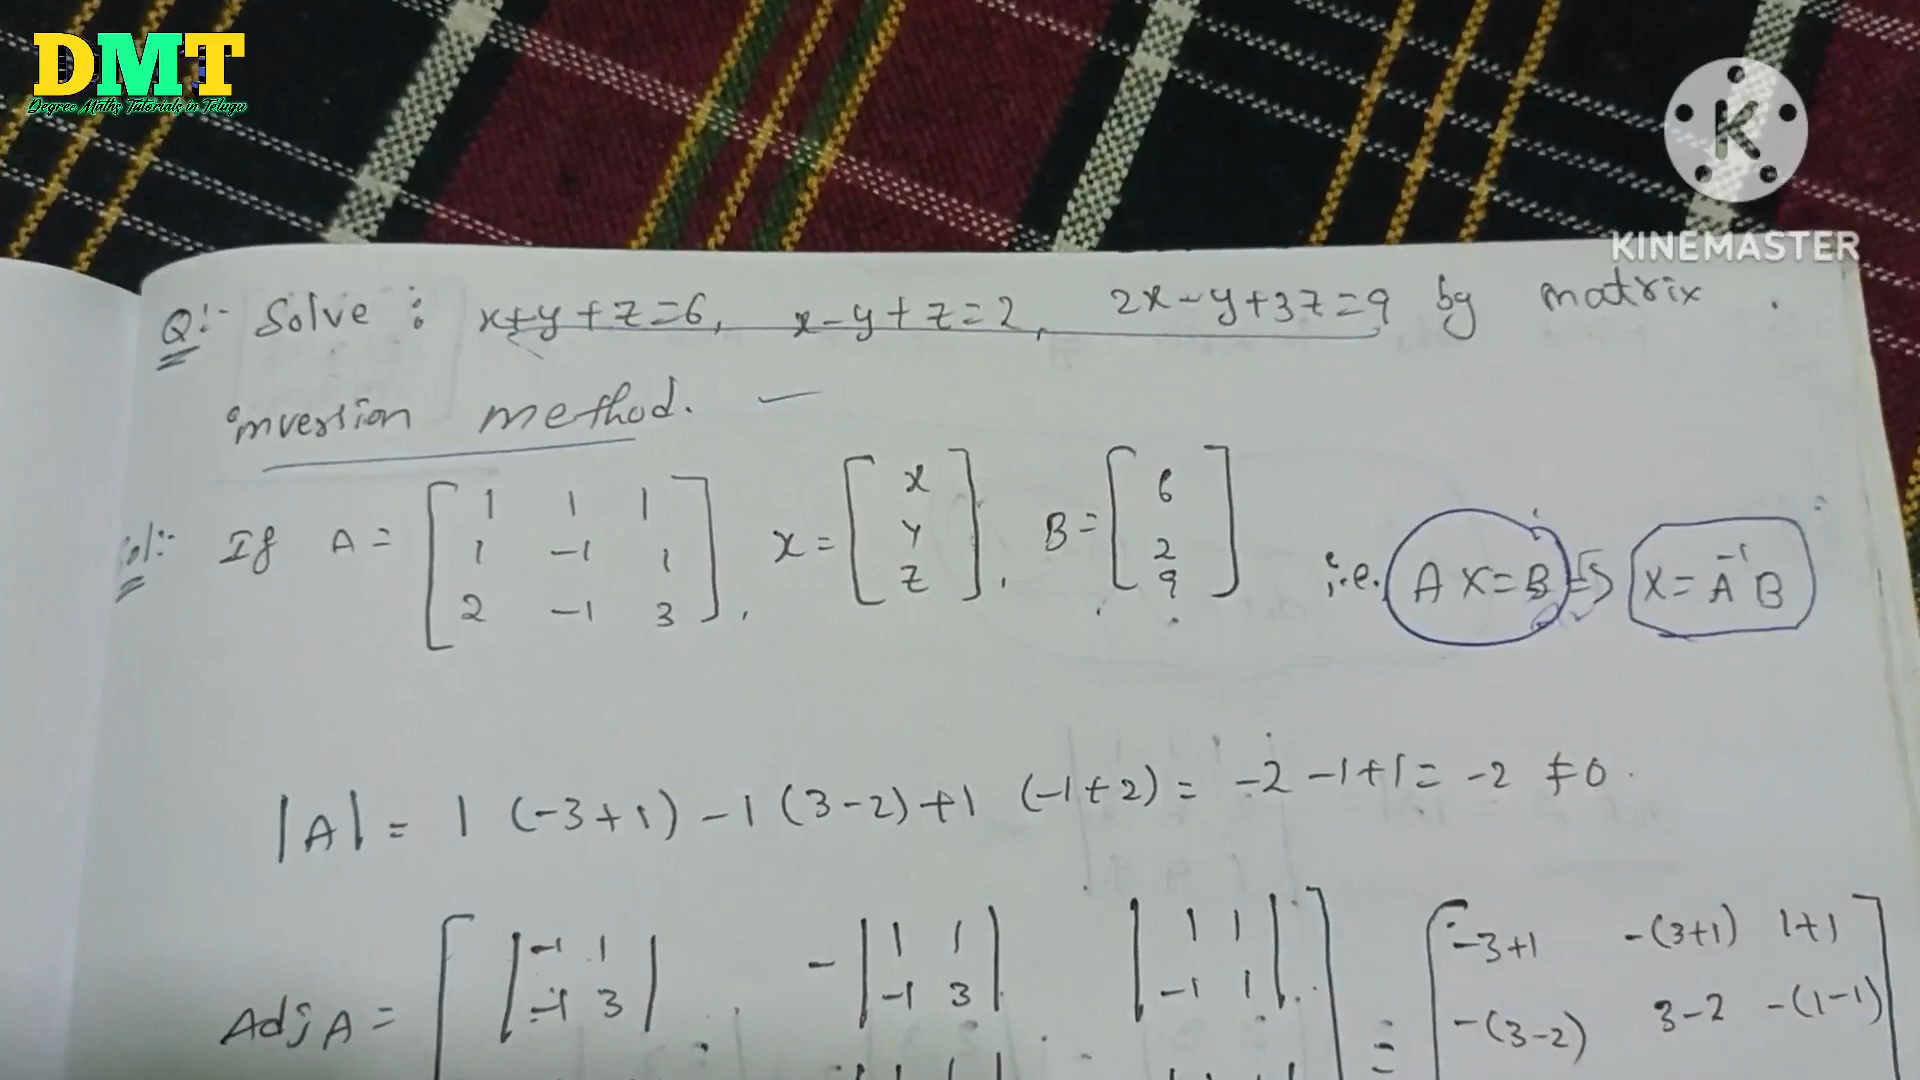 DMT
Degree Maths Tutorials in Telugu
K
KINEMASTER
Q:- Solve : x+y+z=6, x-y+z=2, 2x-y+3z=9 by matrix
inversion method. —
Sol:- If A = [ 1 1 1 ; 1 -1 1 ; 2 -1 3 ], X = [ x ; y ; z ], B = [ 6 ; 2 ; 9 ] i.e. AX=B => X=A⁻¹B
|A| = 1 (-3+1) -1 (3-2) +1 (-1+2) = -2 -1+1 = -2 ≠0.
Adj A = [ |-1 1 ; -1 3| -|1 1 ; -1 3| |1 1 ; -1 1| ] = [ -3+1 -(3+1) 1+1
-(3-2) 3-2 -(1-1) ]